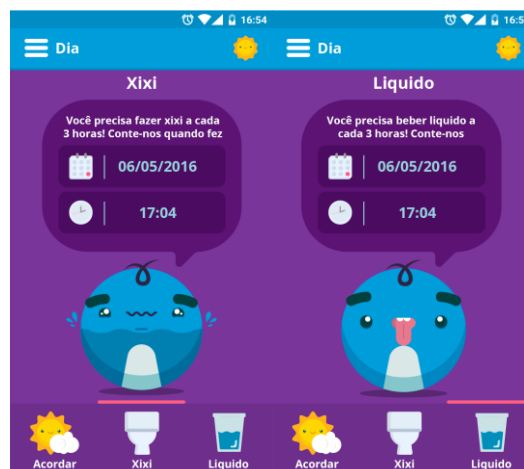 16:54
Dia
Xixi
Você precisa fazer xixi a cada
3 horas! Conte-nos quando fez
06/05/2016
17:04
Acordar
Xixi
Liquido
Dia
Liquido
Você precisa beber liquido a
cada 3 horas! Conte-nos
06/05/2016
17:04
Acordar
Xixi
Liquido